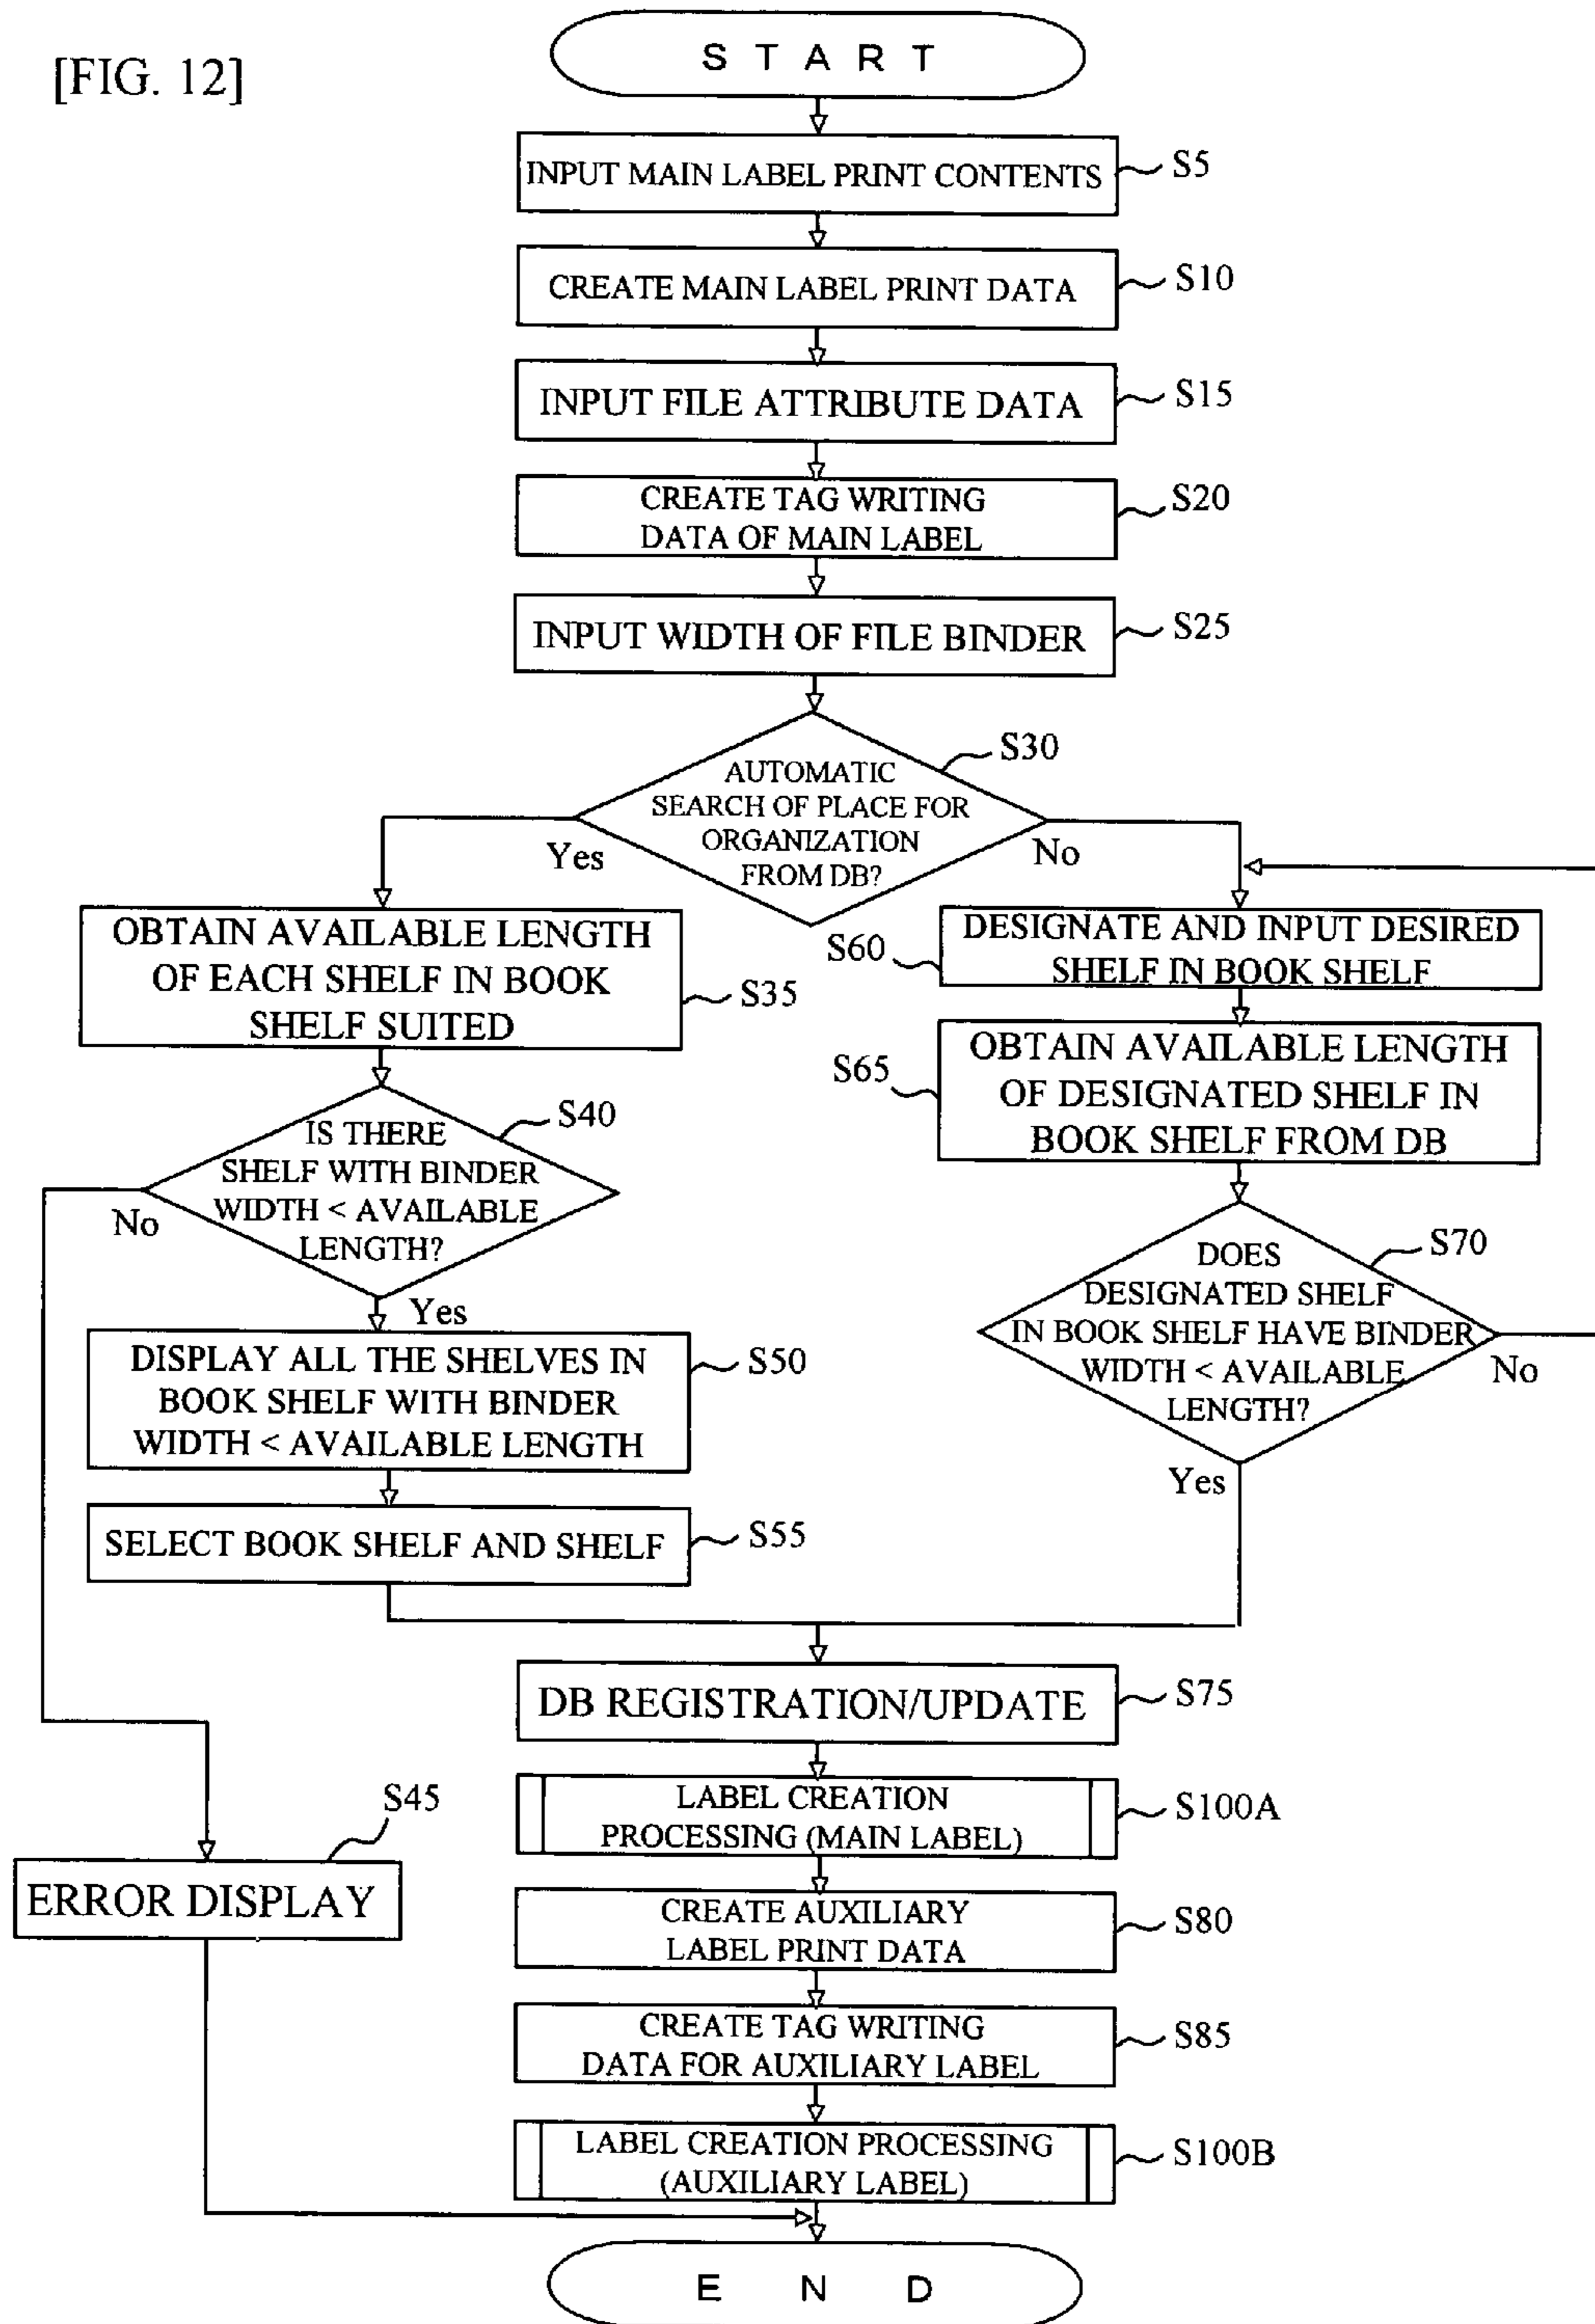 [FIG. 12]
START
INPUT MAIN LABEL PRINT CONTENTS
S5
CREATE MAIN LABEL PRINT DATA
S10
INPUT FILE ATTRIBUTE DATA
S15
CREATE TAG WRITING
DATA OF MAIN LABEL
S20
INPUT WIDTH OF FILE BINDER
S25
S30
AUTOMATIC
SEARCH OF PLACE FOR
ORGANIZATION
FROM DB?
Yes
No
OBTAIN AVAILABLE LENGTH
OF EACH SHELF IN BOOK
SHELF SUITED
S35
S60
DESIGNATE AND INPUT DESIRED
SHELF IN BOOK SHELF
S65
OBTAIN AVAILABLE LENGTH
OF DESIGNATED SHELF IN
BOOK SHELF FROM DB
S40
IS THERE
SHELF WITH BINDER
WIDTH < AVAILABLE
LENGTH?
No
Yes
S70
DOES
DESIGNATED SHELF
IN BOOK SHELF HAVE BINDER
WIDTH < AVAILABLE
LENGTH?
No
Yes
DISPLAY ALL THE SHELVES IN
BOOK SHELF WITH BINDER
WIDTH < AVAILABLE LENGTH
S50
SELECT BOOK SHELF AND SHELF
S55
DB REGISTRATION/UPDATE
S75
LABEL CREATION
PROCESSING (MAIN LABEL)
S100A
S45
ERROR DISPLAY
CREATE AUXILIARY
LABEL PRINT DATA
S80
CREATE TAG WRITING
DATA FOR AUXILIARY LABEL
S85
LABEL CREATION PROCESSING
(AUXILIARY LABEL)
S100B
END